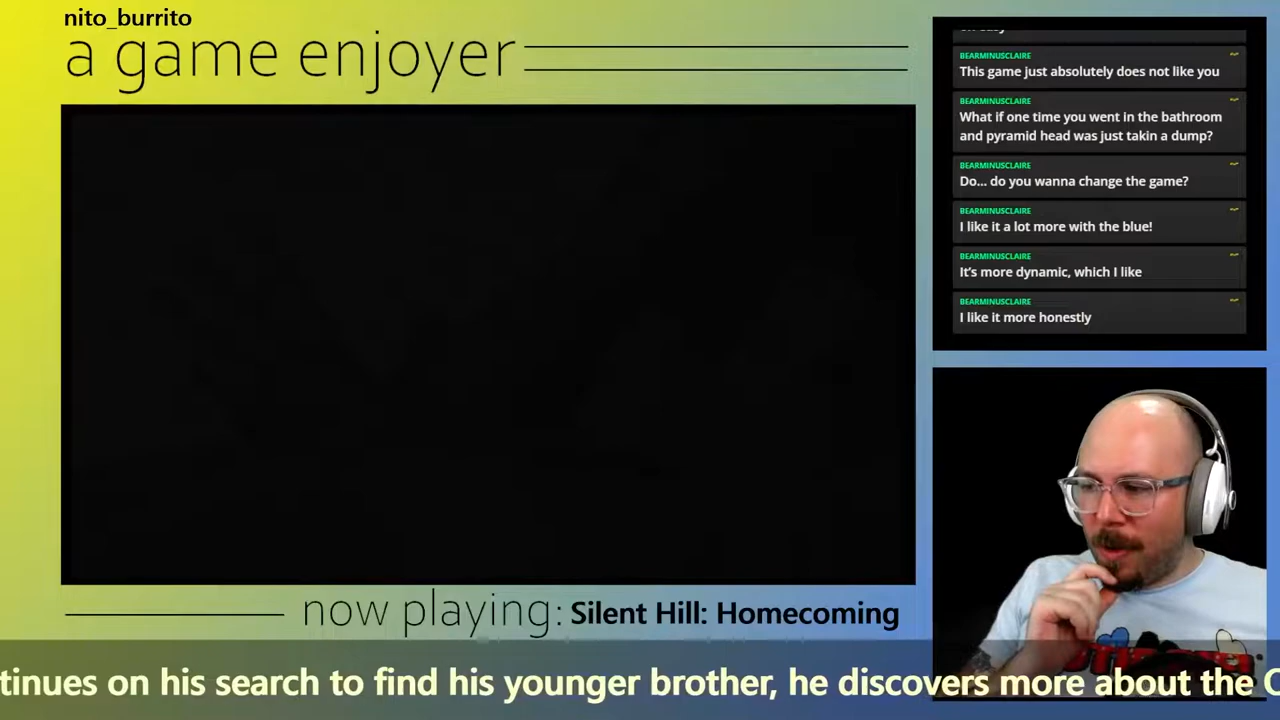 nito_burrito
a game enjoyer
BEARMINUSCLAIRE
This game just absolutely does not like you
BEARMINUSCLAIRE
What if one time you went in the bathroom
and pyramid head was just takin a dump?
BEARMINUSCLAIRE
Do... do you wanna change the game?
BEARMINUSCLAIRE
I like it a lot more with the blue!
BEARMINUSCLAIRE
It's more dynamic, which I like
BEARMINUSCLAIRE
I like it more honestly
now playing: Silent Hill: Homecoming
tinues on his search to find his younger brother, he discovers more about the